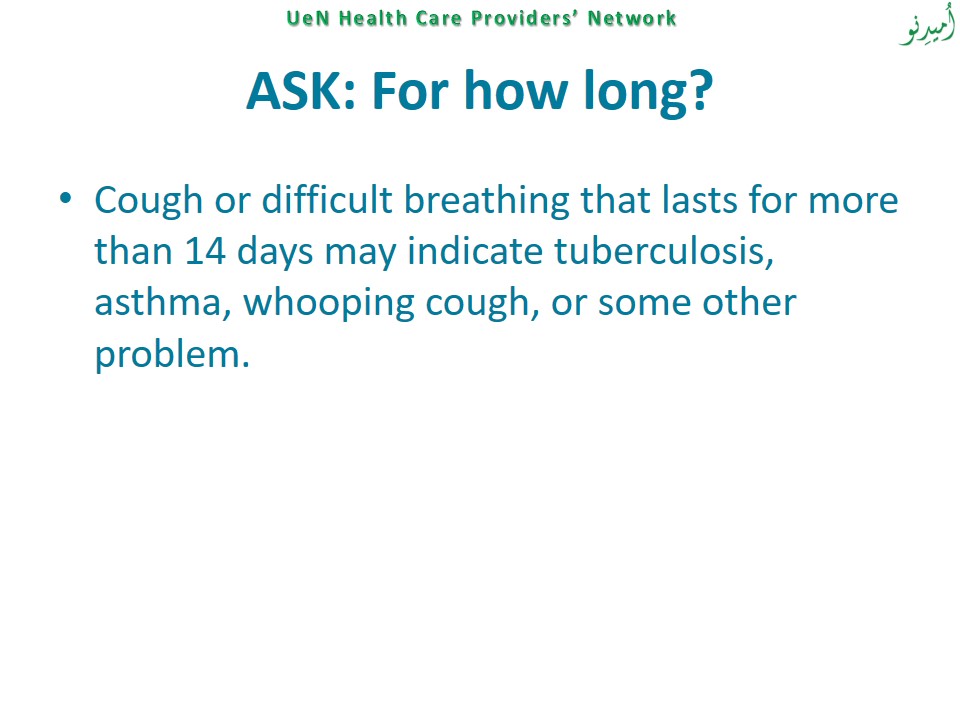 UeN Health Care Providers’ Network
اُميدِنو
ASK: For how long?
• Cough or difficult breathing that lasts for more
than 14 days may indicate tuberculosis,
asthma, whooping cough, or some other
problem.